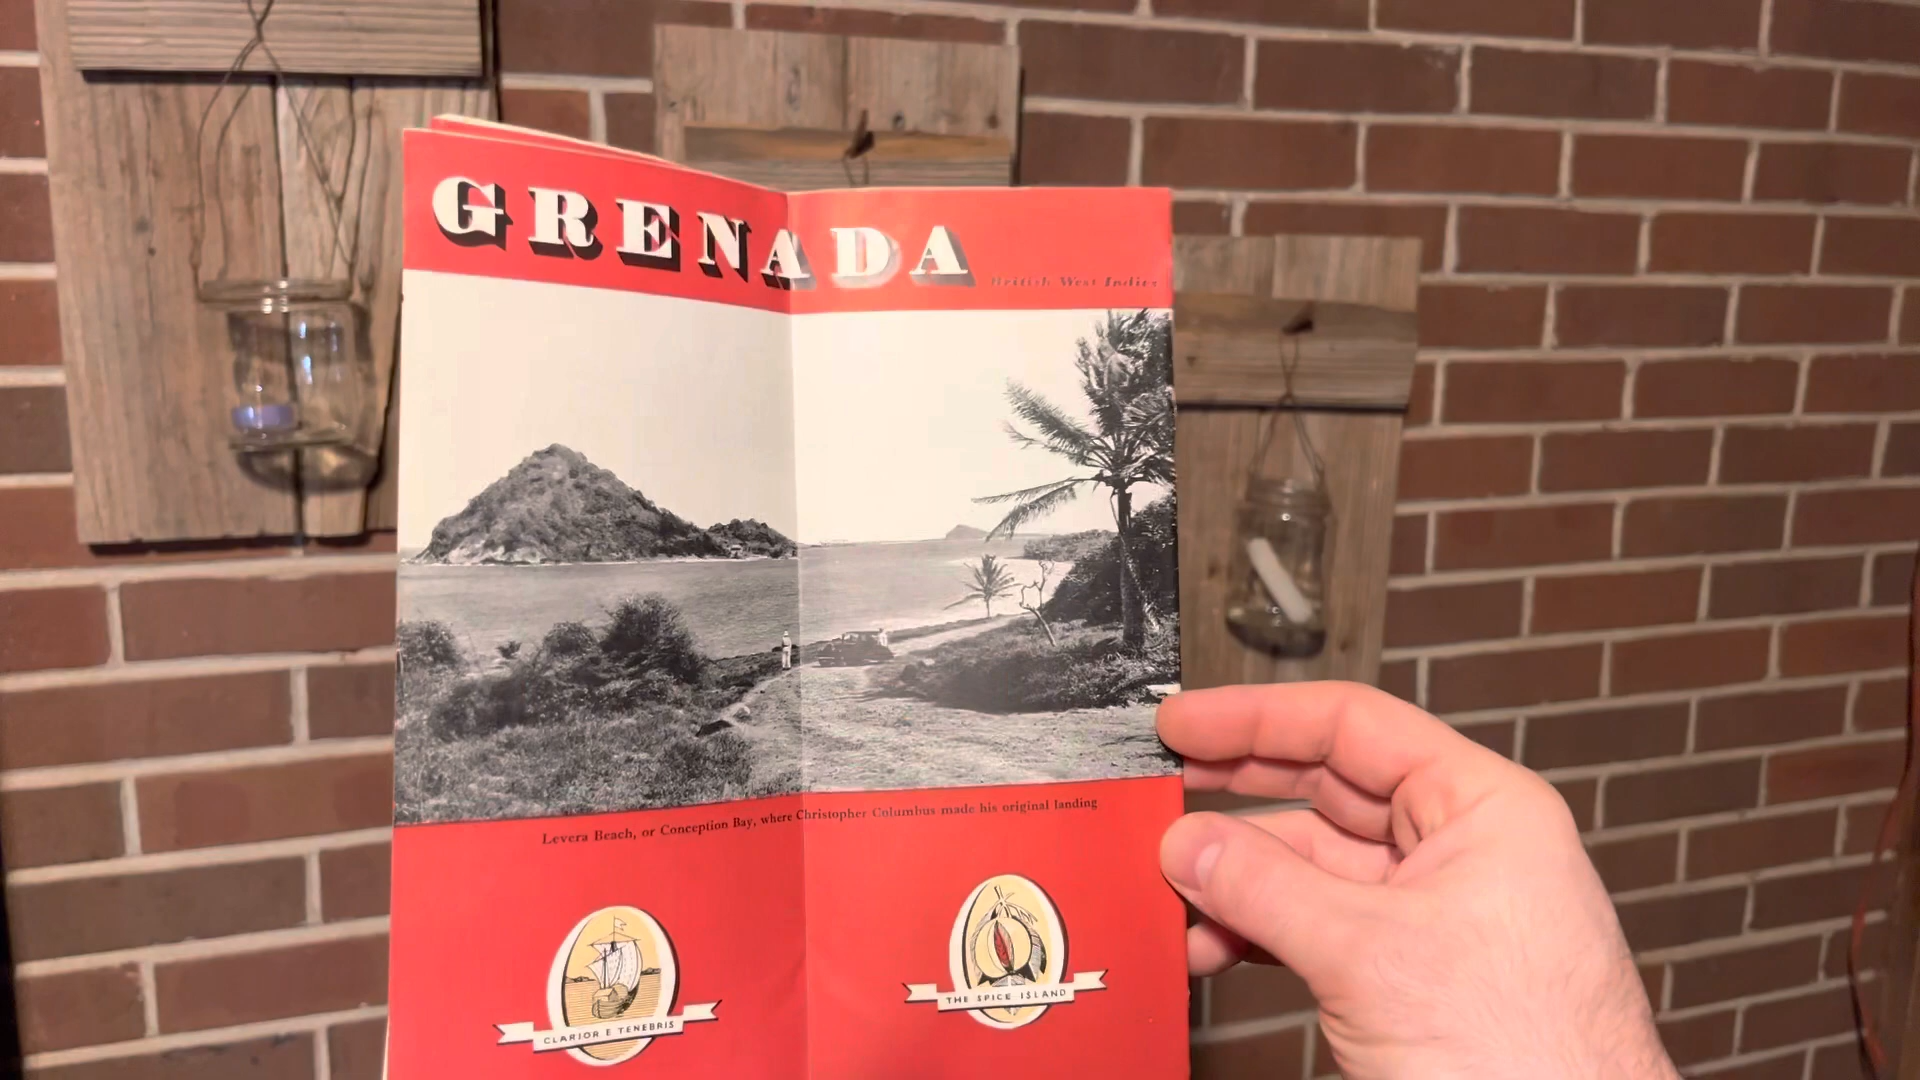 GRENADA
British West Indies
Levera Beach, or Conception Bay, where Christopher Columbus made his original landing
CLARIOR E TENEBRIS
THE SPICE ISLAND